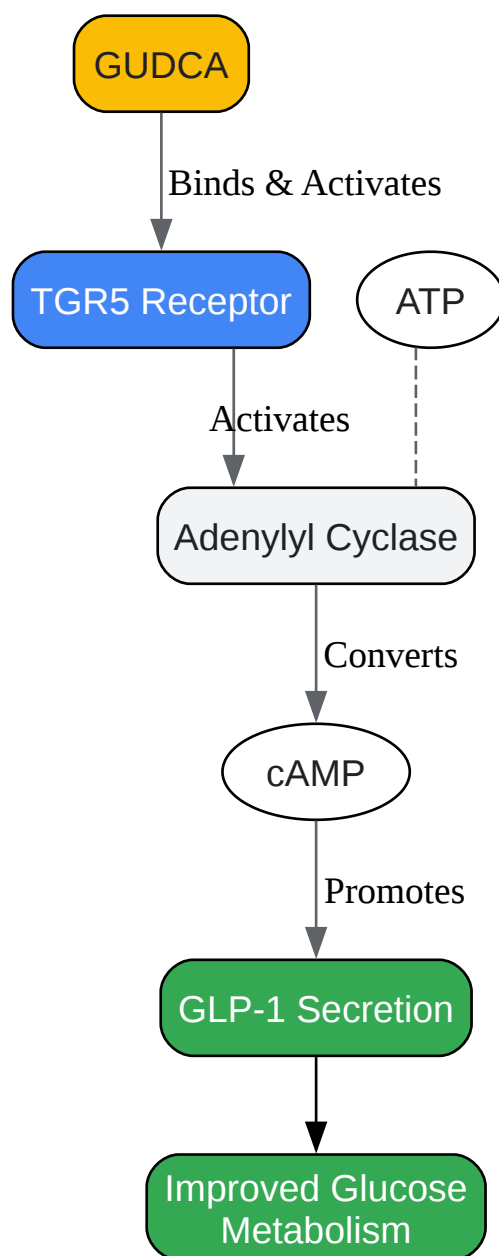 GUDCA
Binds & Activates
TGR5 Receptor
ATP
Activates
Adenylyl Cyclase
Converts
cAMP
Promotes
GLP-1 Secretion
Improved Glucose
Metabolism